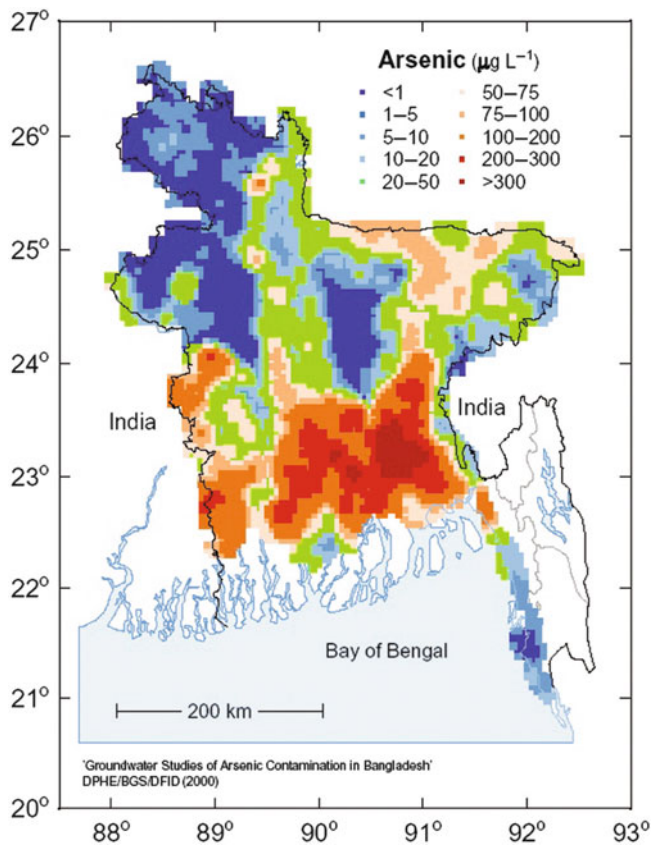 27°
26°
25°
24°
23°
22°
21°
20°
Arsenic (µg L⁻¹)
<1
1–5
5–10
10–20
20–50
50–75
75–100
100–200
200–300
>300
India
India
Bay of Bengal
200 km
'Groundwater Studies of Arsenic Contamination in Bangladesh'
DPHE/BGS/DFID (2000)
88° 89° 90° 91° 92° 93°